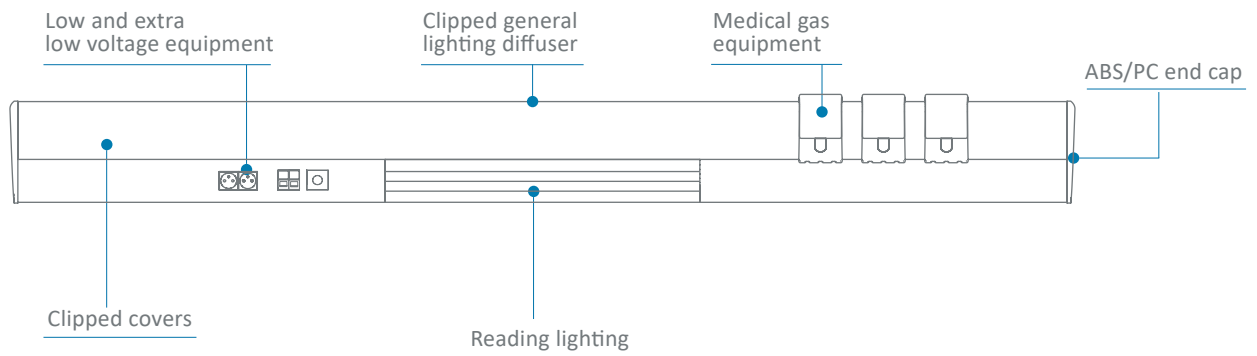 Low and extra
low voltage equipment
Clipped general
lighting diffuser
Medical gas
equipment
ABS/PC end cap
Clipped covers
Reading lighting